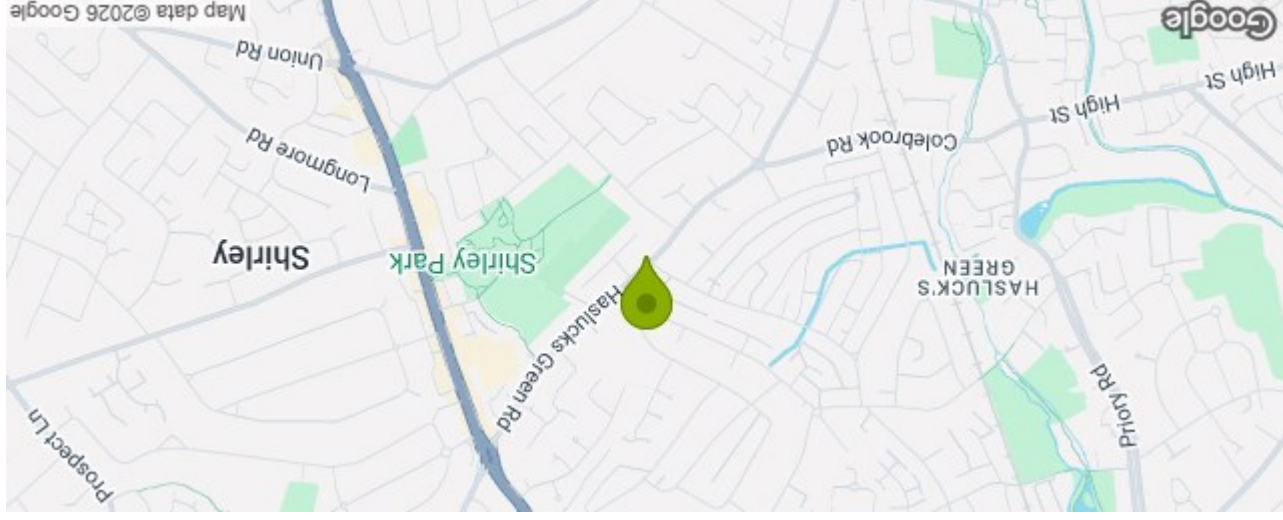 Prospect Ln
Priory Rd
Haslucks Green Rd
HASLUCK'S
GREEN
Shirley Park
Shirley
Colebrook Rd
Longmore Rd
High St
High St
Union Rd
Google
Map data ©2026 Google